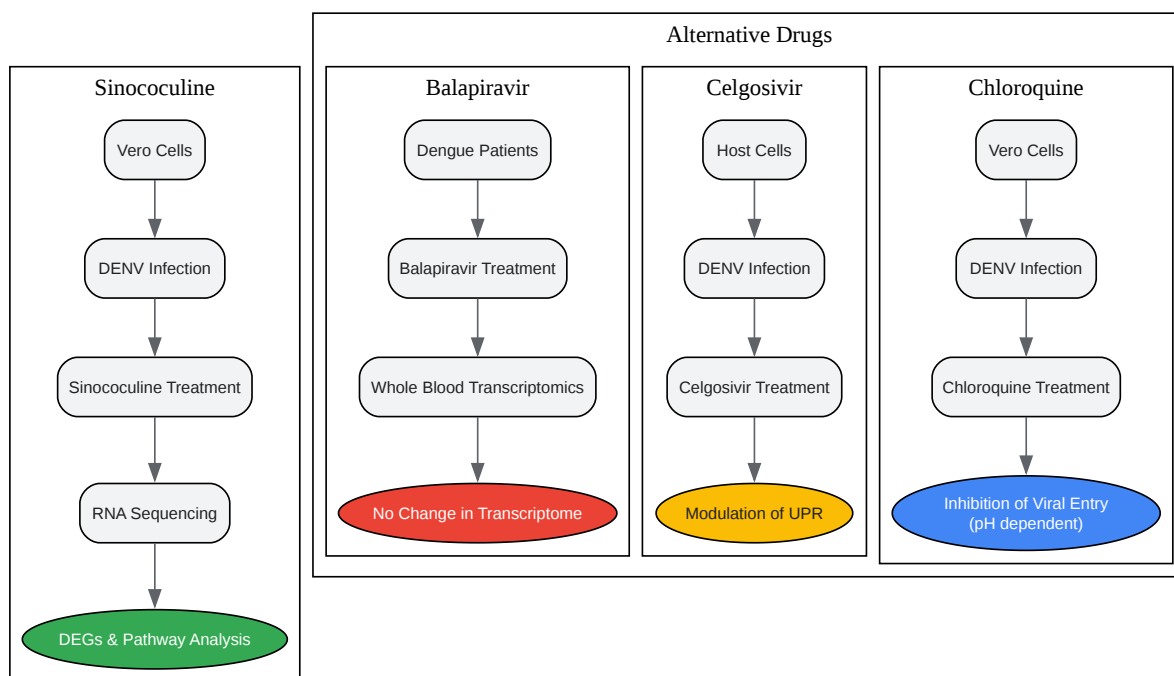 Sinococuline
Vero Cells
DENV Infection
Sinococuline Treatment
RNA Sequencing
DEGs & Pathway Analysis
Alternative Drugs
Balapiravir
Dengue Patients
Balapiravir Treatment
Whole Blood Transcriptomics
No Change in Transcriptome
Celgosivir
Host Cells
DENV Infection
Celgosivir Treatment
Modulation of UPR
Chloroquine
Vero Cells
DENV Infection
Chloroquine Treatment
Inhibition of Viral Entry
(pH dependent)